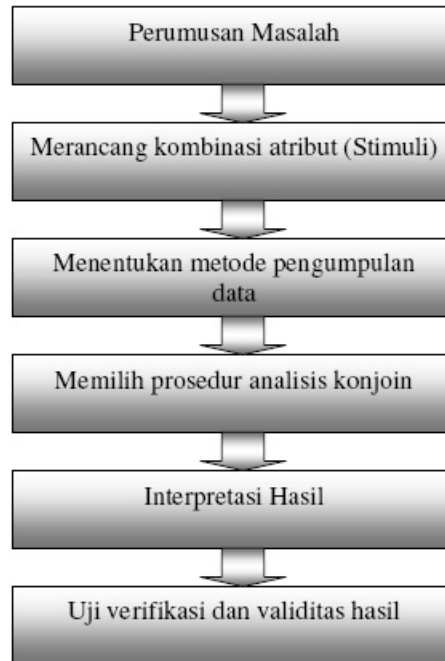 Perumusan Masalah
Merancang kombinasi atribut (Stimuli)
Menentukan metode pengumpulan
data
Memilih prosedur analisis konjoin
Interpretasi Hasil
Uji verifikasi dan validitas hasil